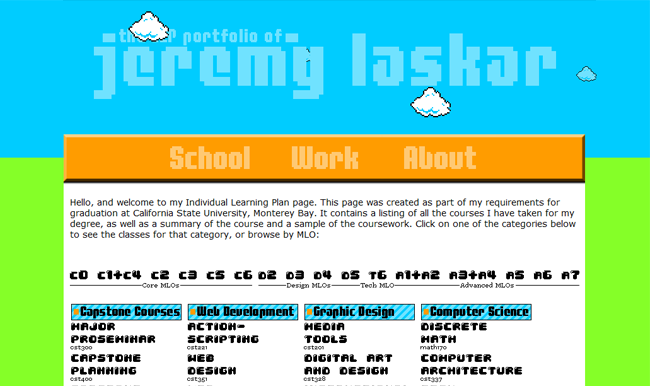 the ILP portfolio of
jeremy laskar
School Work About
Hello, and welcome to my Individual Learning Plan page. This page was created as part of my requirements for
graduation at California State University, Monterey Bay. It contains a listing of all the courses I have taken for my
degree, as well as a summary of the course and a sample of the coursework. Click on one of the categories below
to see the classes for that category, or browse by MLO:
C0 C1+C4 C2 C3 C5 C6 D2 D3 D4 D5 T6 A1+A2 A3+A4 A5 A6 A7
Core MLOs Design MLOs Tech MLO Advanced MLOs
Capstone Courses Web Development Graphic Design Computer Science
MAJOR ACTION- MEDIA DISCRETE
PROSEMINAR SCRIPTING TOOLS MATH
cst300 cst221 cst201 math170
CAPSTONE WEB DIGITAL ART COMPUTER
PLANNING DESIGN AND DESIGN ARCHITECTURE
cst400 cst351 cst328 cst337